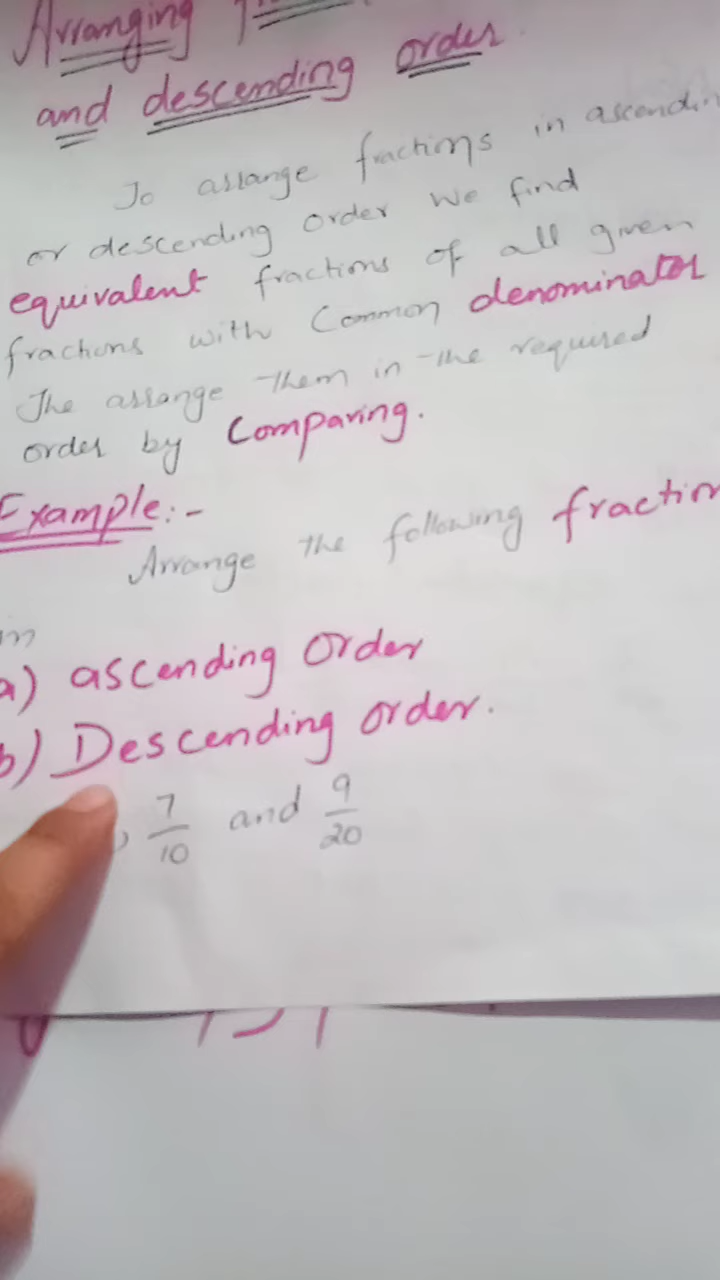 Arranging
and descending order
To arrange fractions in ascendin
or descending order we find
equivalent fractions of all given
fractions with Common denominator
The arrange them in the required
order by Comparing.
Example:-
Arrange the following fraction
in
a) ascending order
b) Descending order.
, 7/10 and 9/20